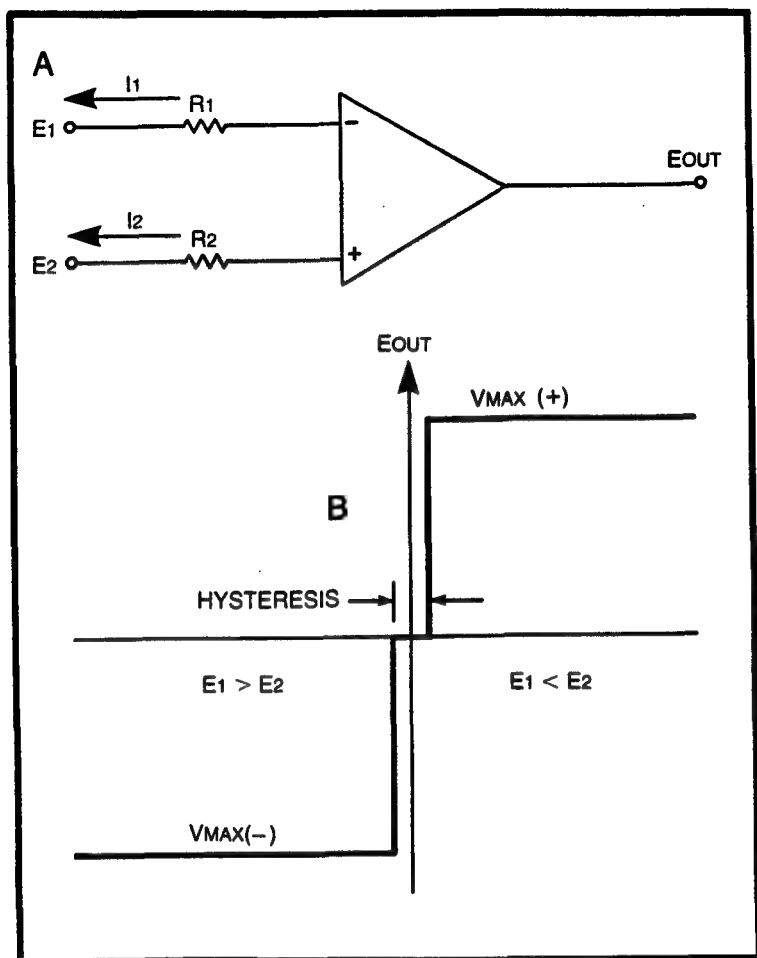 A
I1
R1
E1
-
EOUT
I2
R2
E2
+
EOUT
VMAX (+)
B
HYSTERESIS
E1 > E2
E1 < E2
VMAX(-)